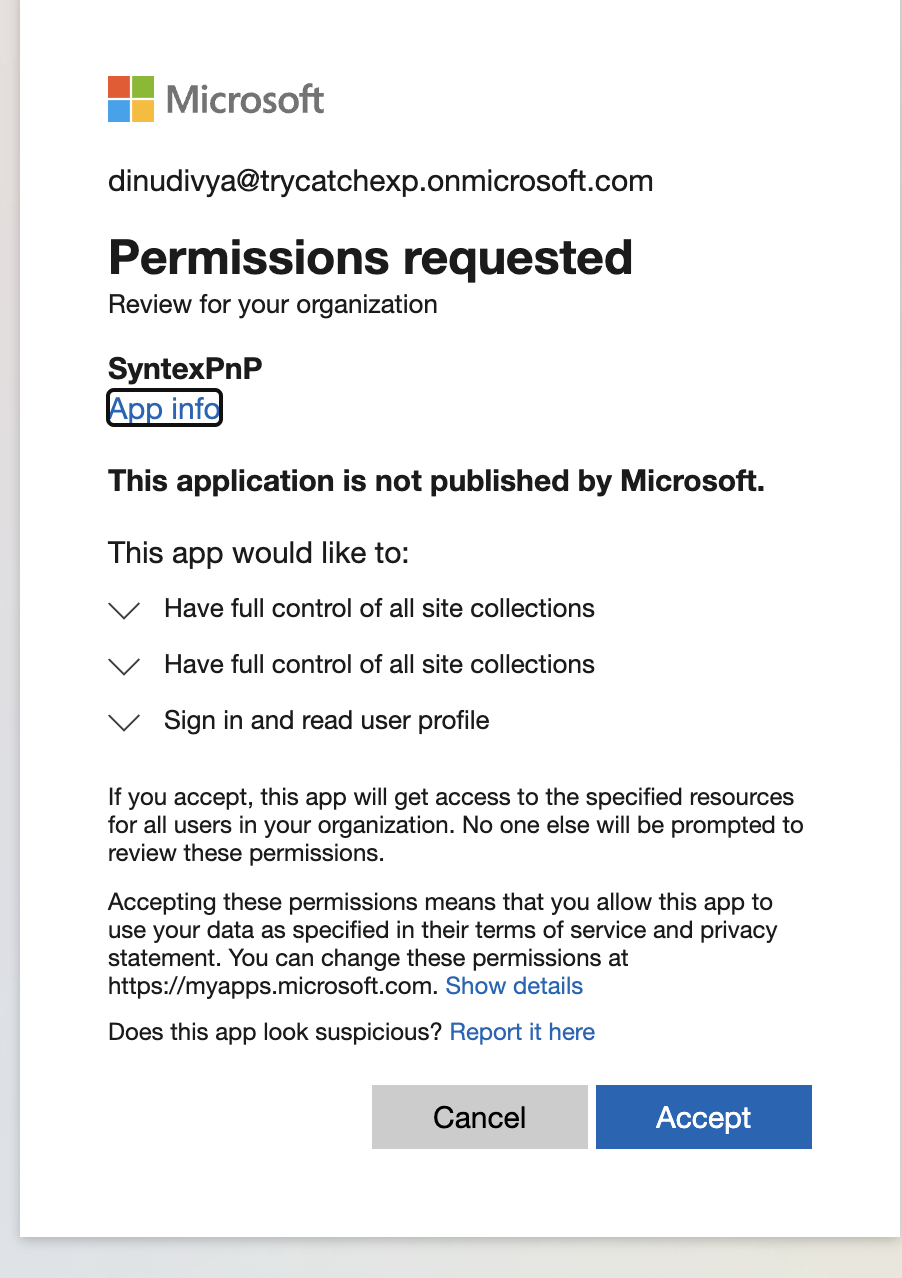 Microsoft
dinudivya@trycatchexp.onmicrosoft.com
Permissions requested
Review for your organization
SyntexPnP
App info
This application is not published by Microsoft.
This app would like to:
Have full control of all site collections
Have full control of all site collections
Sign in and read user profile
If you accept, this app will get access to the specified resources
for all users in your organization. No one else will be prompted to
review these permissions.
Accepting these permissions means that you allow this app to
use your data as specified in their terms of service and privacy
statement. You can change these permissions at
https://myapps.microsoft.com. Show details
Does this app look suspicious? Report it here
Cancel Accept